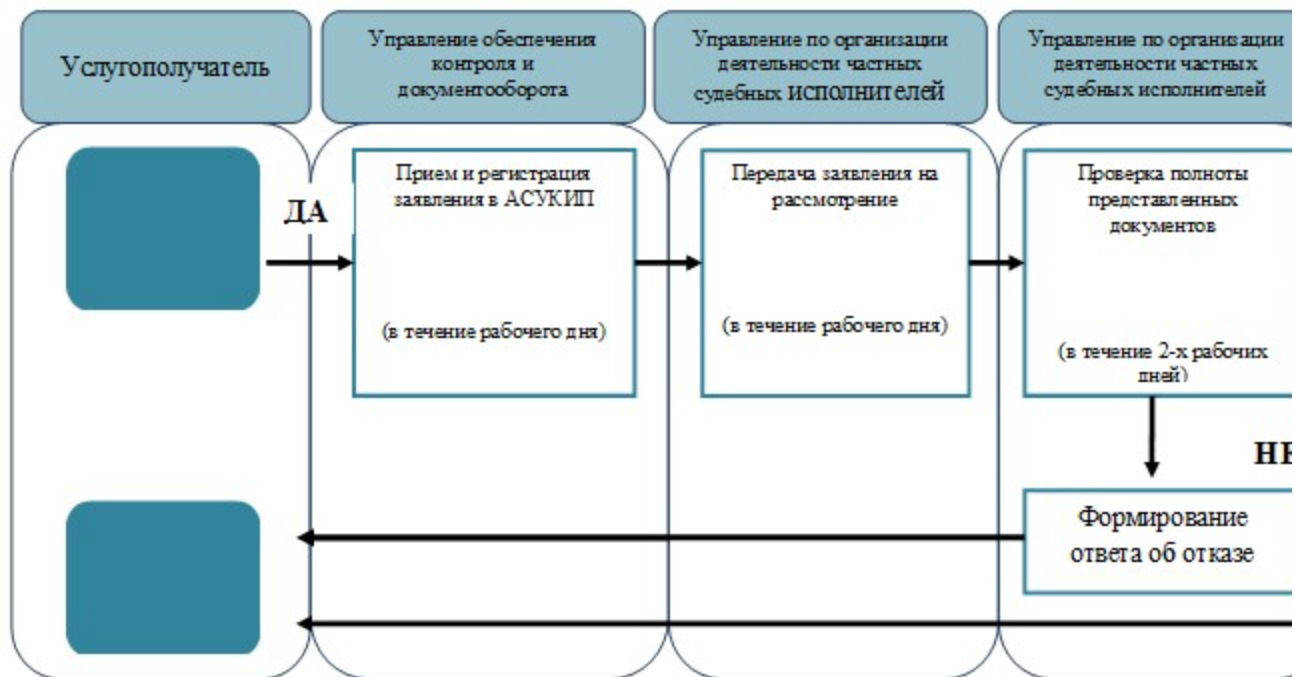 Услугополучатель
Управление обеспечения
контроля и
документооборота
Управление по организации
деятельности частных
судебных исполнителей
Управление по организации
деятельности частных
судебных исполнителей
ДА
Прием и регистрация
заявления в АСУКИП
(в течение рабочего дня)
Передача заявления на
рассмотрение
(в течение рабочего дня)
Проверка полноты
представленных
документов
(в течение 2-х рабочих
дней)
НЕ
Формирование
ответа об отказе